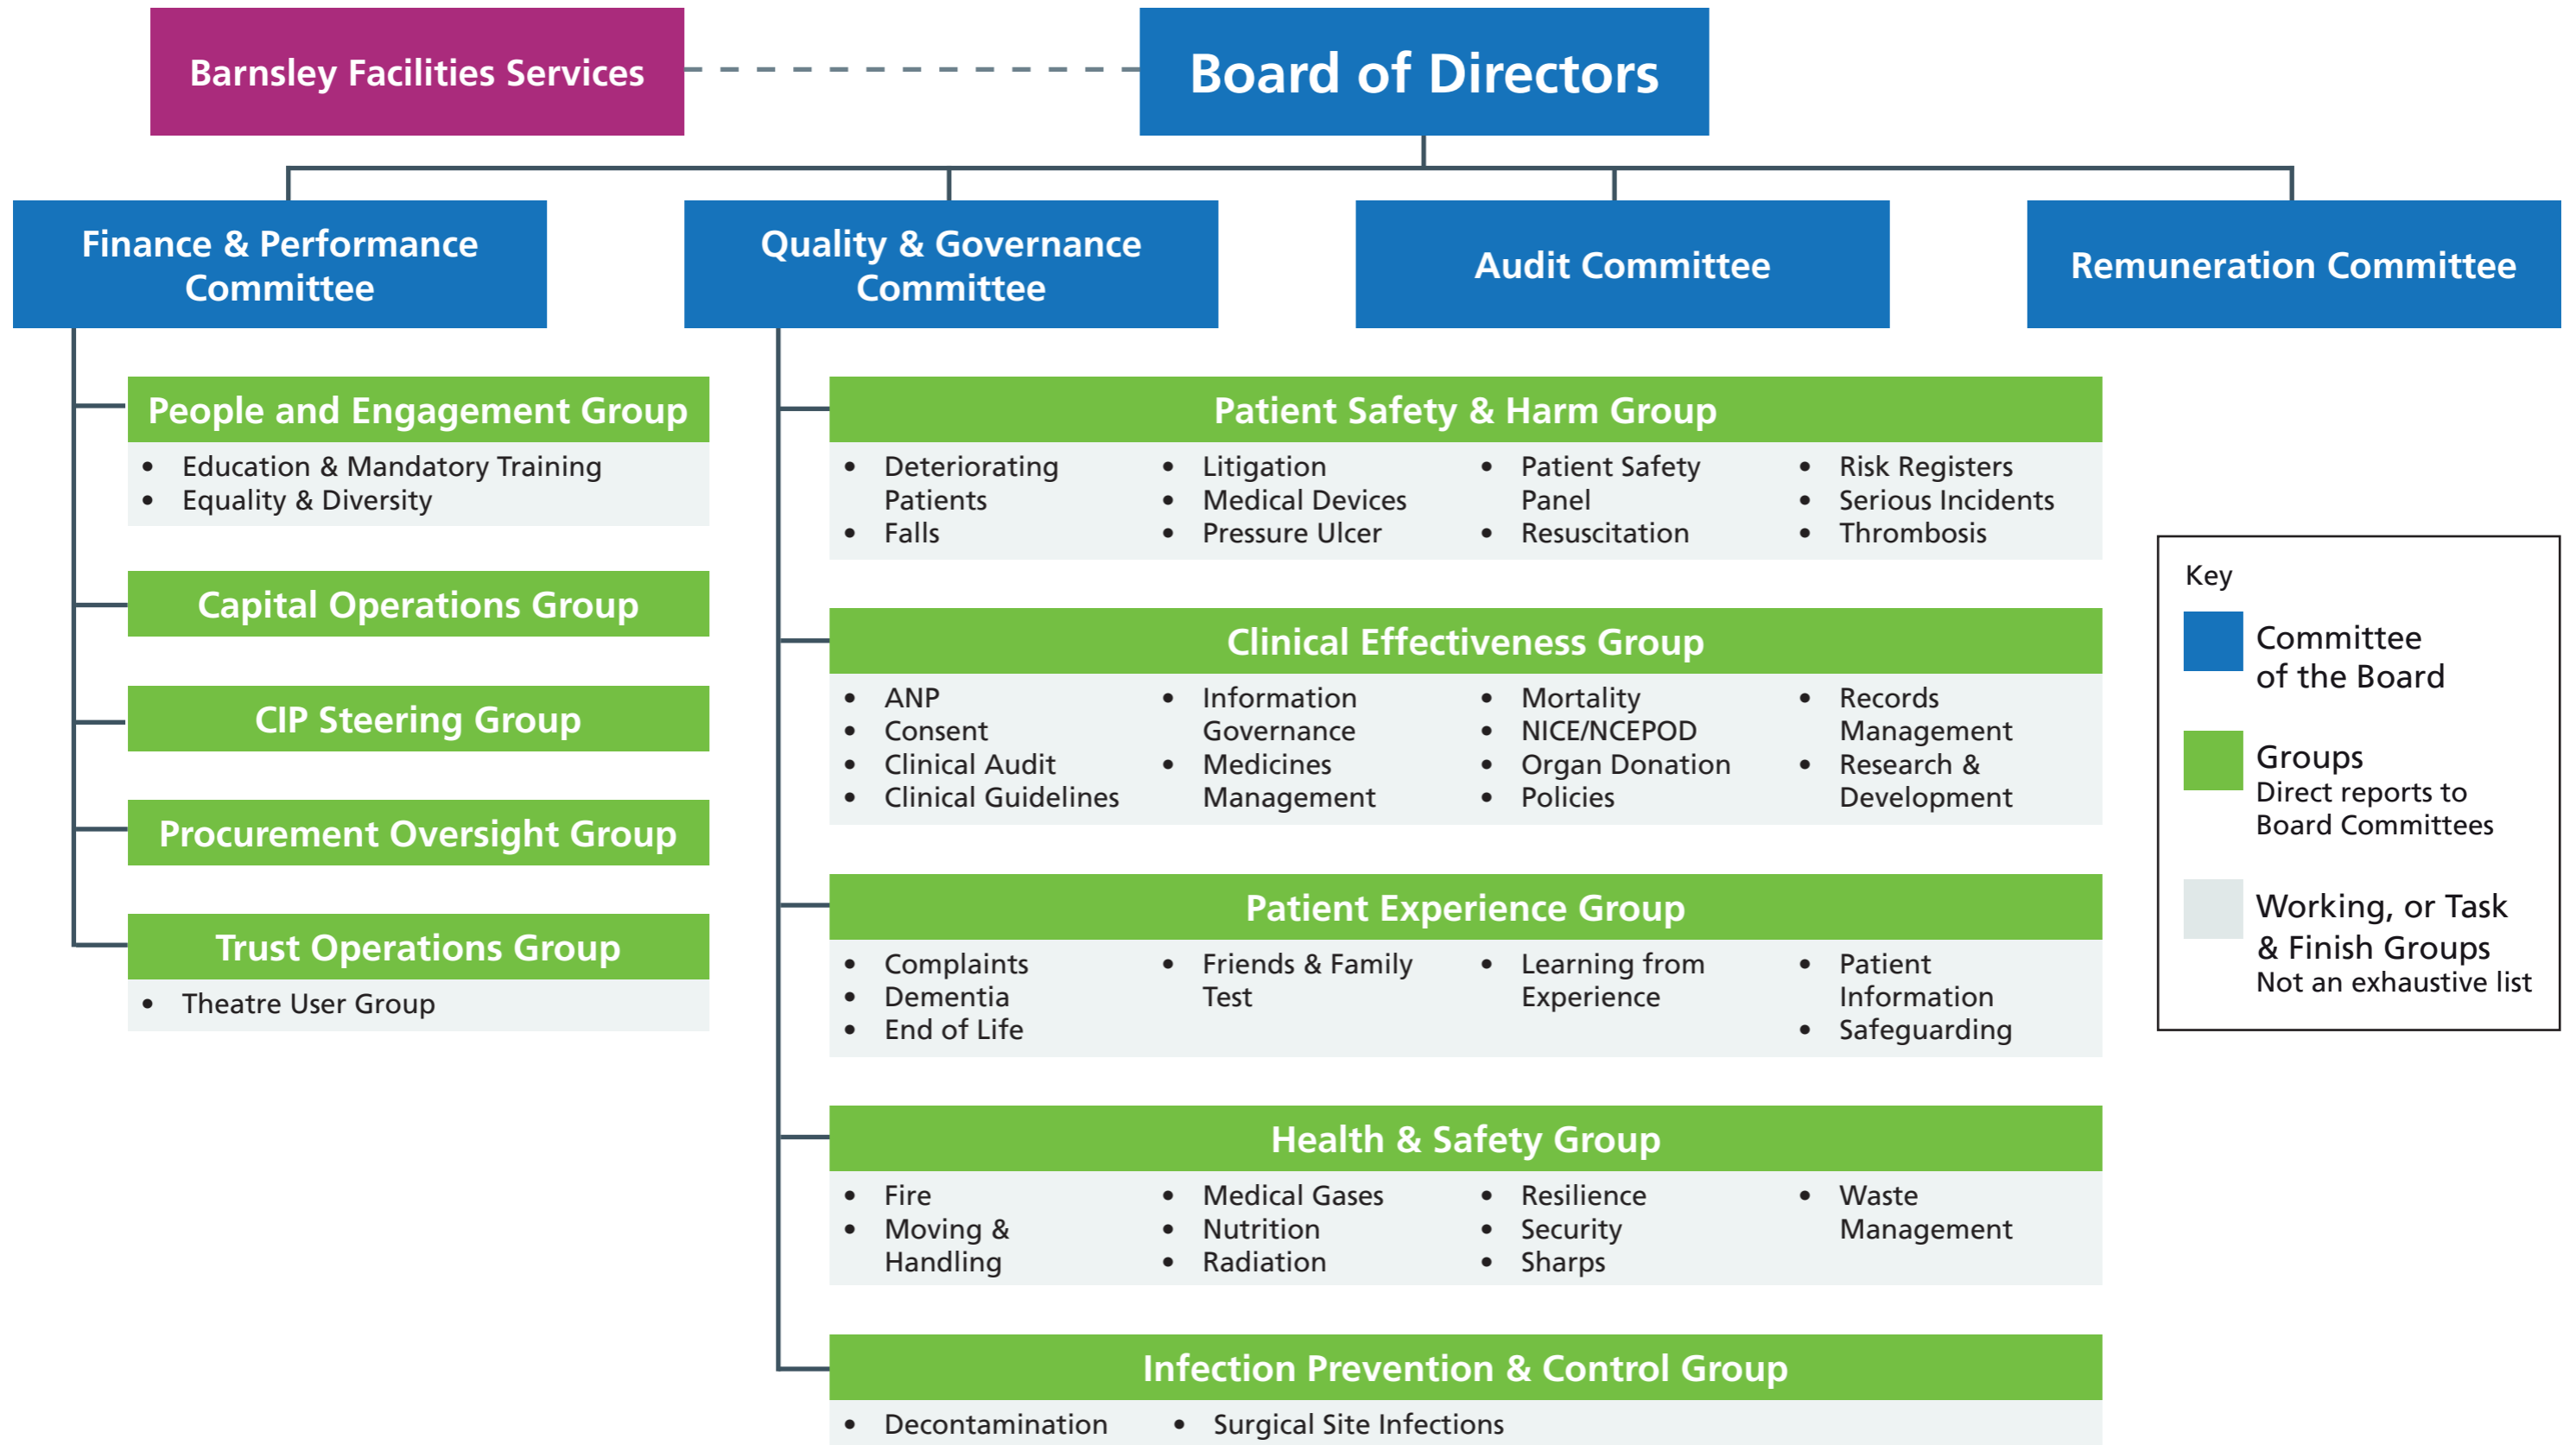 Barnsley Facilities Services
Board of Directors
Finance & Performance
Committee
Quality & Governance
Committee
Audit Committee
Remuneration Committee
People and Engagement Group
• Education & Mandatory Training
• Equality & Diversity
Capital Operations Group
CIP Steering Group
Procurement Oversight Group
Trust Operations Group
• Theatre User Group
Patient Safety & Harm Group
• Deteriorating
Patients
• Falls
• Litigation
• Medical Devices
• Pressure Ulcer
• Patient Safety
Panel
• Resuscitation
• Risk Registers
• Serious Incidents
• Thrombosis
Clinical Effectiveness Group
• ANP
• Consent
• Clinical Audit
• Clinical Guidelines
• Information
Governance
• Medicines
Management
• Mortality
• NICE/NCEPOD
• Organ Donation
• Policies
• Records
Management
• Research &
Development
Patient Experience Group
• Complaints
• Dementia
• End of Life
• Friends & Family
Test
• Learning from
Experience
• Patient
Information
• Safeguarding
Health & Safety Group
• Fire
• Moving &
Handling
• Medical Gases
• Nutrition
• Radiation
• Resilience
• Security
• Sharps
• Waste
Management
Infection Prevention & Control Group
• Decontamination
• Surgical Site Infections
Key
Committee
of the Board
Groups
Direct reports to
Board Committees
Working, or Task
& Finish Groups
Not an exhaustive list